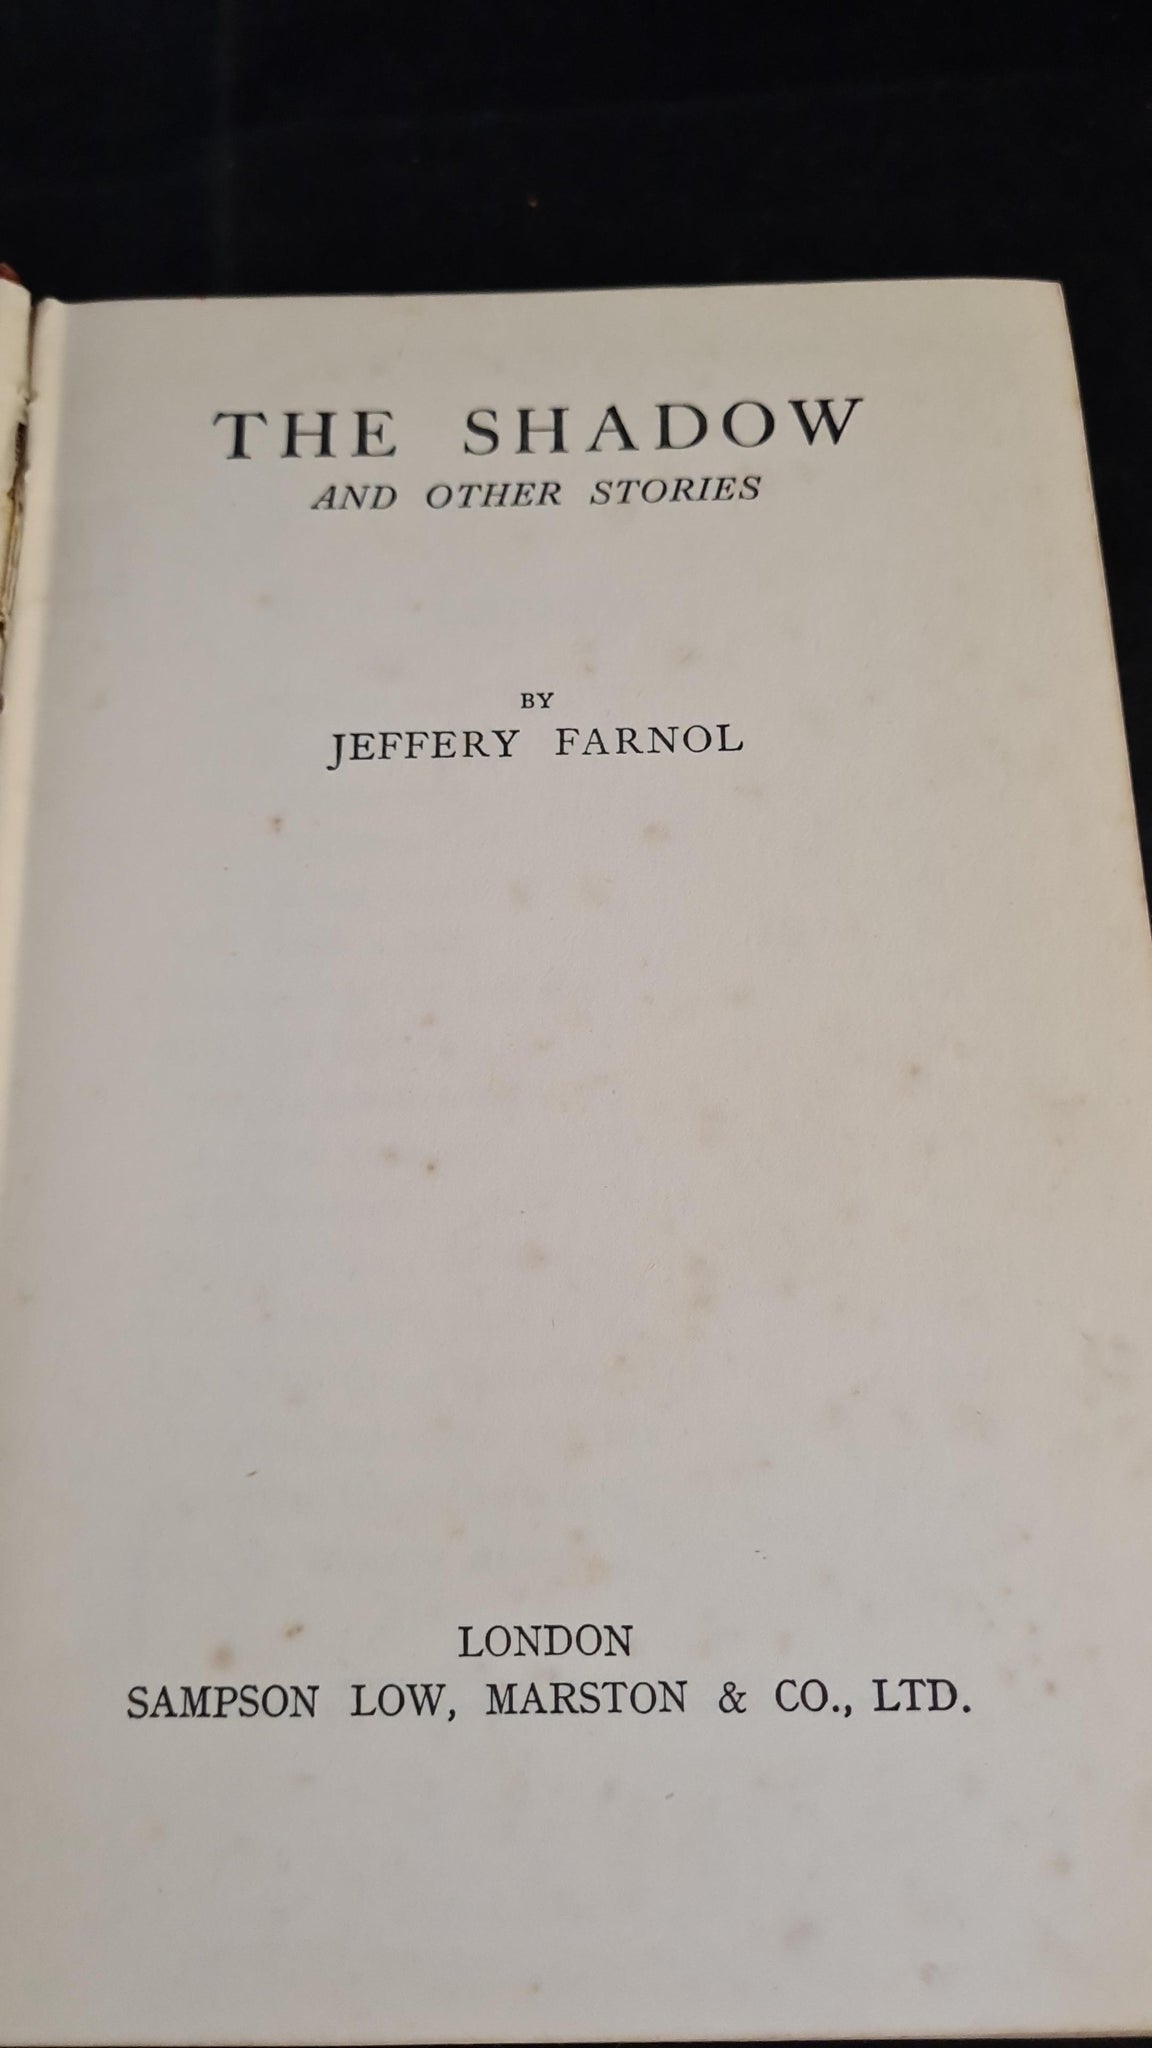 THE SHADOW
AND OTHER STORIES
BY
JEFFERY FARNOL
LONDON
SAMPSON LOW, MARSTON & CO., LTD.